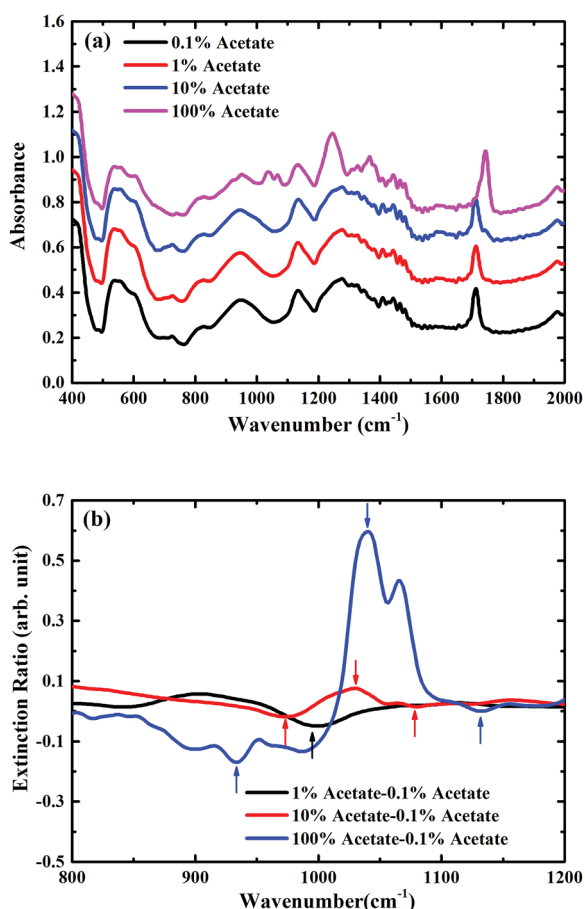 1.6
(a)
0.1% Acetate
1.4
1% Acetate
10% Acetate
1.2
100% Acetate
1.0
0.8
0.6
0.4
0.2
0.0
Absorbance
400 600 800 1000 1200 1400 1600 1800 2000
Wavenumber (cm-1)
0.7
(b)
0.5
0.3
0.1
-0.1
-0.3
-0.5
Extinction Ratio (arb. unit)
1% Acetate-0.1% Acetate
10% Acetate-0.1% Acetate
100% Acetate-0.1% Acetate
800 900 1000 1100 1200
Wavenumber(cm-1)